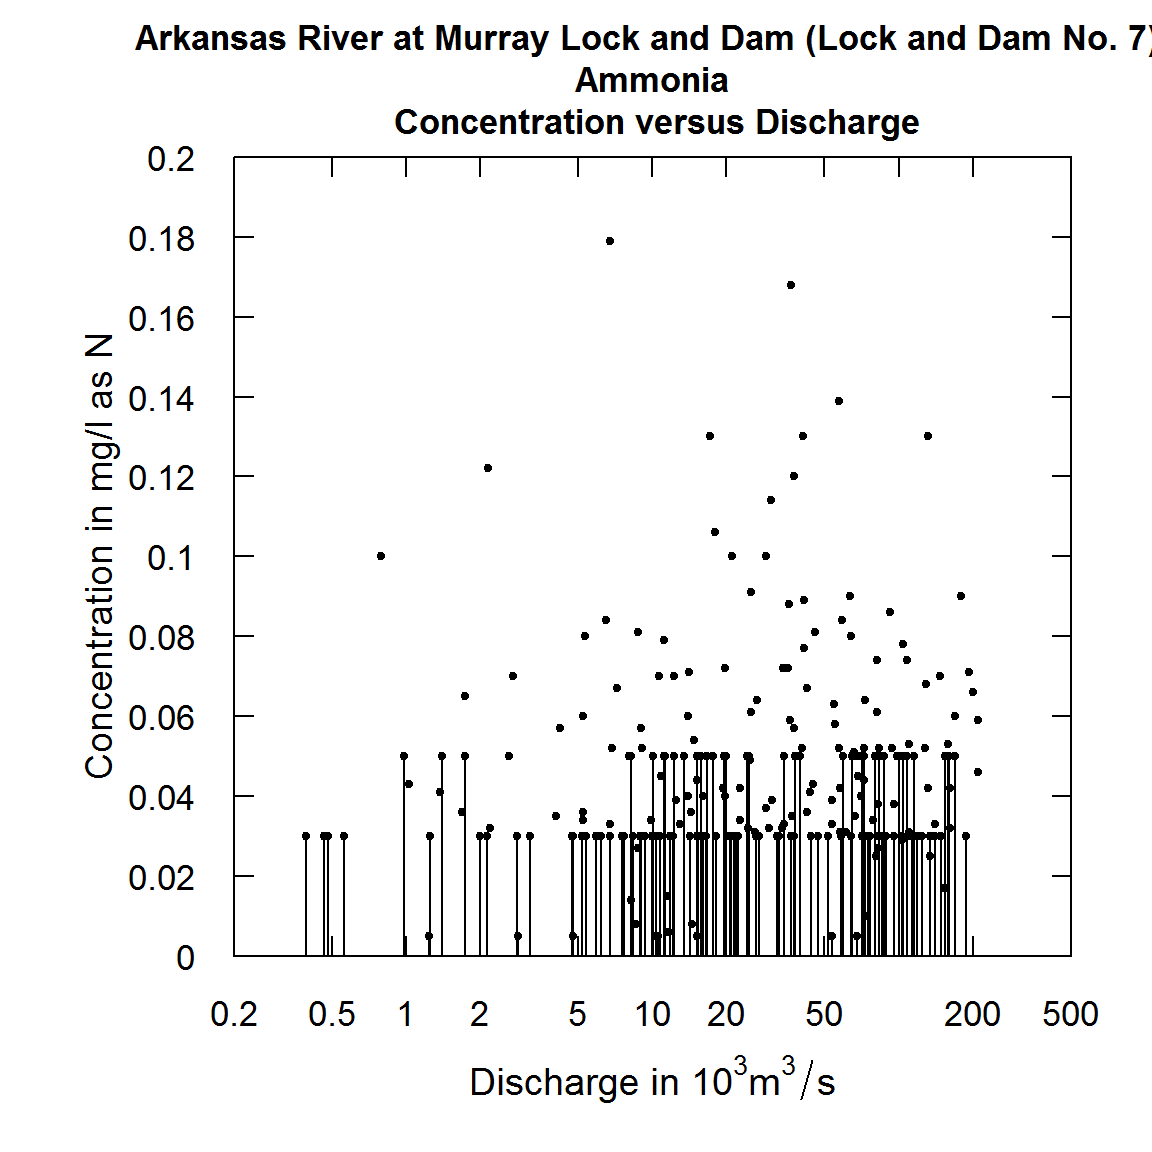 Arkansas River at Murray Lock and Dam (Lock and Dam No. 7)
Ammonia
Concentration versus Discharge
Concentration in mg/l as N
0.2
0.18
0.16
0.14
0.12
0.1
0.08
0.06
0.04
0.02
0
0.2 0.5 1 2 5 10 20 50 200 500
Discharge in 10³m³/s